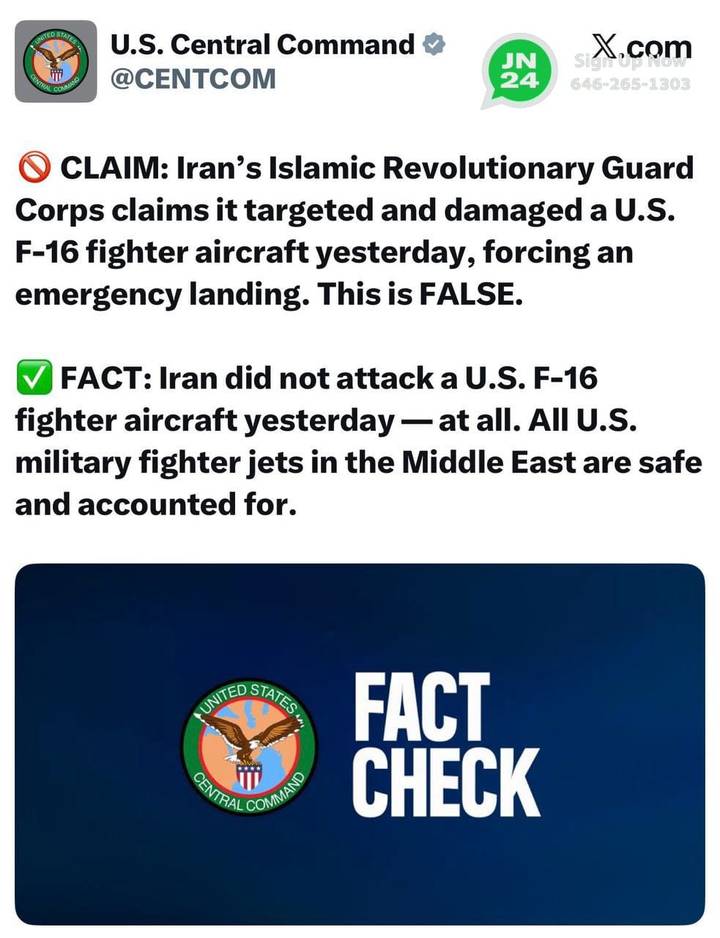 U.S. Central Command
@CENTCOM
JN
24
X.com
Sign Up Now
646-265-1303
🚫 CLAIM: Iran’s Islamic Revolutionary Guard
Corps claims it targeted and damaged a U.S.
F-16 fighter aircraft yesterday, forcing an
emergency landing. This is FALSE.
✅ FACT: Iran did not attack a U.S. F-16
fighter aircraft yesterday — at all. All U.S.
military fighter jets in the Middle East are safe
and accounted for.
UNITED STATES
CENTRAL COMMAND
FACT
CHECK